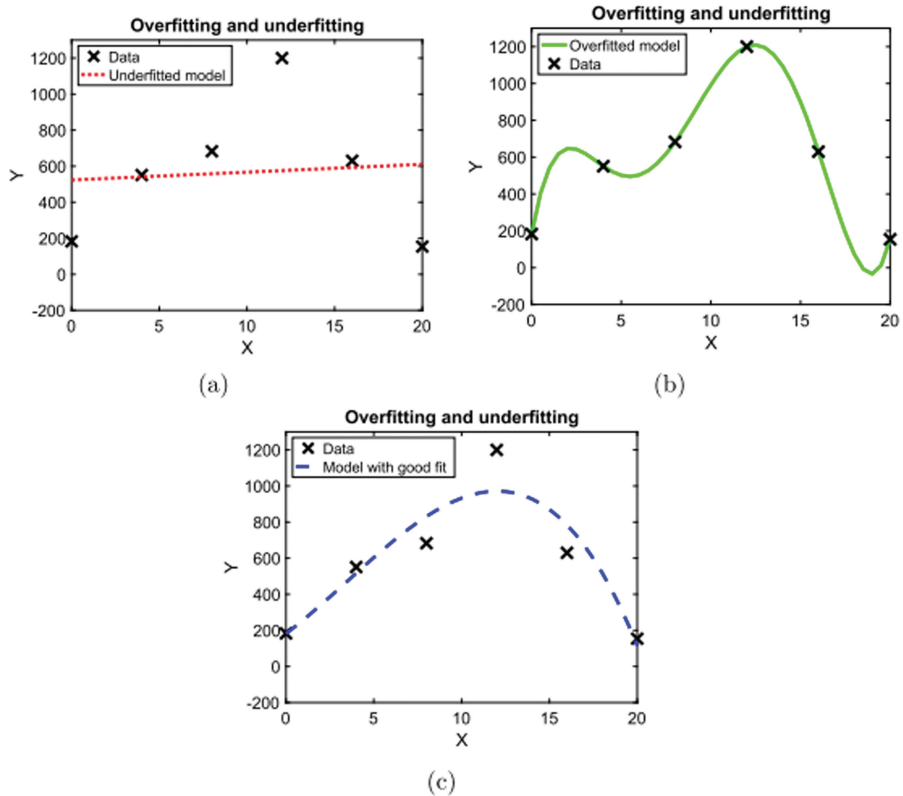 Overfitting and underfitting
Data
Underfitted model
1200
1000
800
600
400
200
0
-200
Y
0 5 10 15 20
X
(a)
Overfitting and underfitting
Overfitted model
Data
1200
1000
800
600
400
200
0
-200
Y
0 5 10 15 20
X
(b)
Overfitting and underfitting
Data
Model with good fit
1200
1000
800
600
400
200
0
-200
Y
0 5 10 15 20
X
(c)